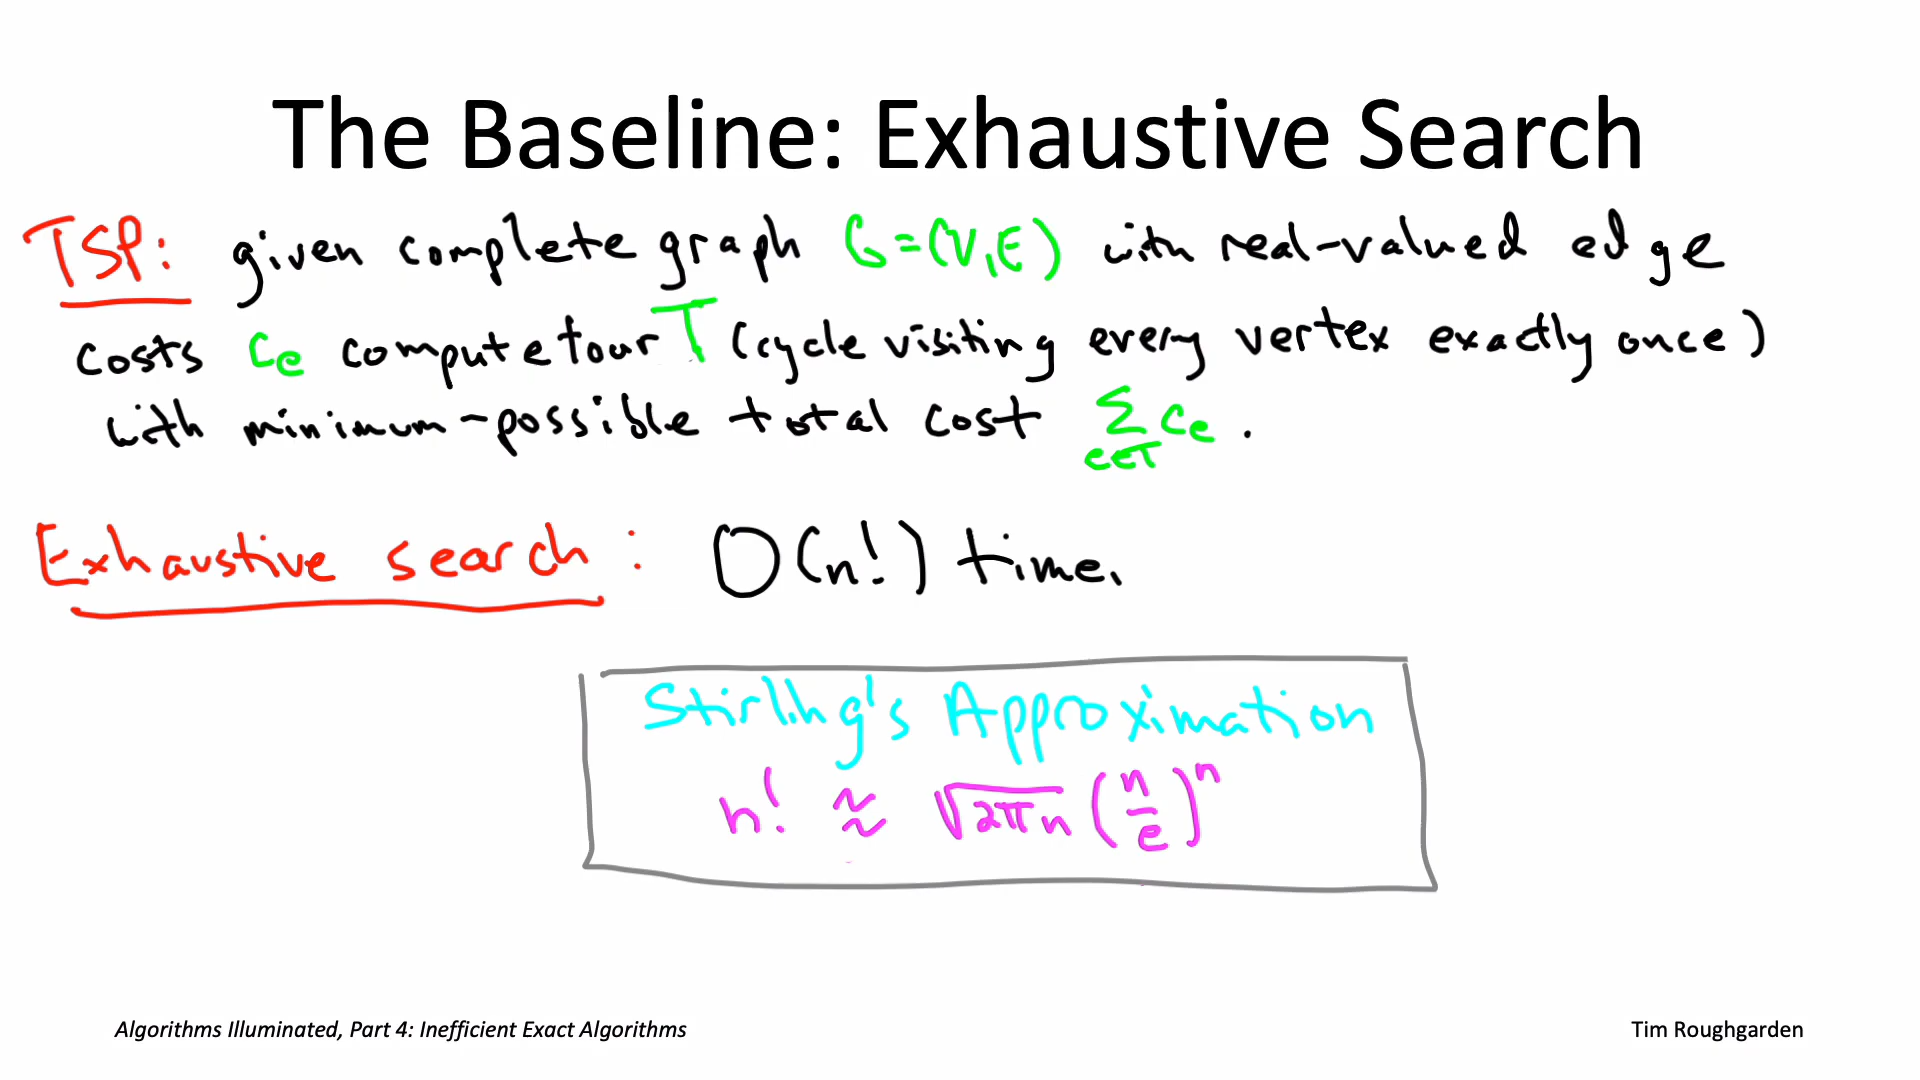 The Baseline: Exhaustive Search
TSP: given complete graph G=(V,E) with real-valued edge
costs cₑ compute tour T (cycle visiting every vertex exactly once)
with minimum-possible total cost ∑_{e∈T} cₑ.
Exhaustive search: O(n!) time.
Stirling's Approximation
n! ≈ √(2πn) (n/e)ⁿ
Algorithms Illuminated, Part 4: Inefficient Exact Algorithms
Tim Roughgarden